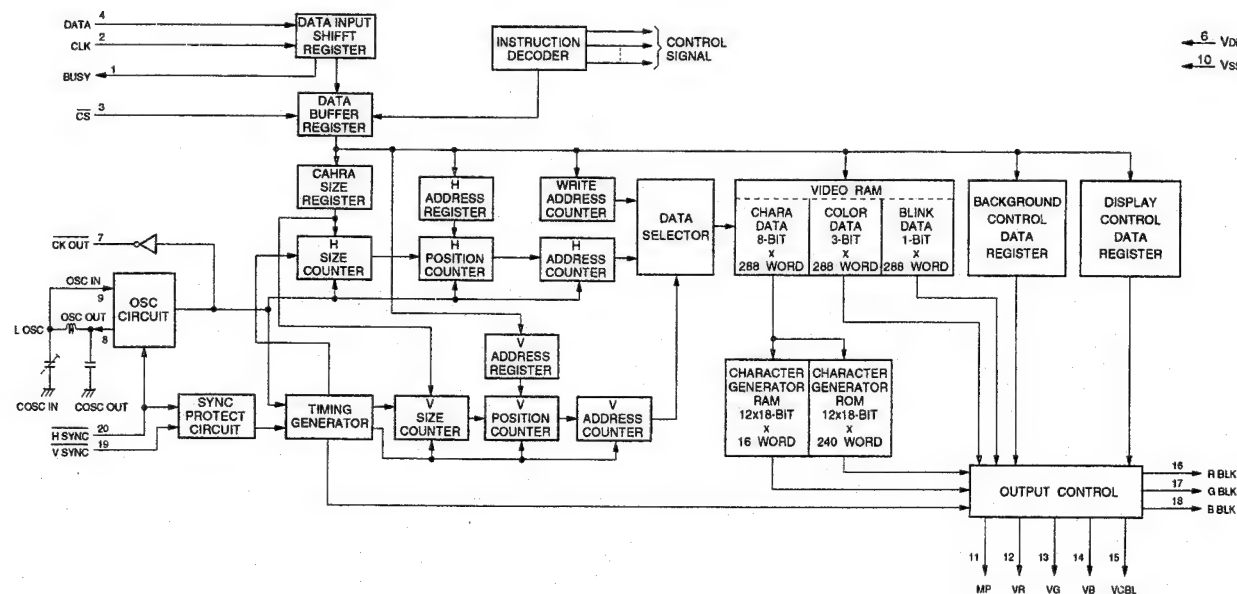 4
DATA
2
CLK
1
BUSY
3
CS
DATA INPUT
SHIFFT
REGISTER
DATA
BUFFER
REGISTER
INSTRUCTION
DECODER
CONTROL
SIGNAL
6
10
CAHRA
SIZE
REGISTER
H
ADDRESS
REGISTER
WRITE
ADDRESS
COUNTER
DATA
SELECTOR
VIDEO RAM
CHARA
DATA
8-BIT
x
288 WORD
COLOR
DATA
3-BIT
x
288 WORD
BLINK
DATA
1-BIT
x
288 WORD
BACKGROUND
CONTROL
DATA
REGISTER
DISPLAY
CONTROL
DATA
REGISTER
CK OUT
7
H
SIZE
COUNTER
H
POSITION
COUNTER
H
ADDRESS
COUNTER
OSC IN
9
OSC
CIRCUIT
OSC OUT
8
L OSC
COSC IN
COSC OUT
V
ADDRESS
REGISTER
CHARACTER
GENERATOR
RAM
12x18-BIT
x
16 WORD
CHARACTER
GENERATOR
ROM
12x18-BIT
x
240 WORD
SYNC
PROTECT
CIRCUIT
TIMING
GENERATOR
V
SIZE
COUNTER
V
POSITION
COUNTER
V
ADDRESS
COUNTER
20
H SYNC
19
V SYNC
OUTPUT CONTROL
16
R BLK
17
G BLK
18
B BLK
11
12
13
14
15
MP
VR
VG
VB
VCBL